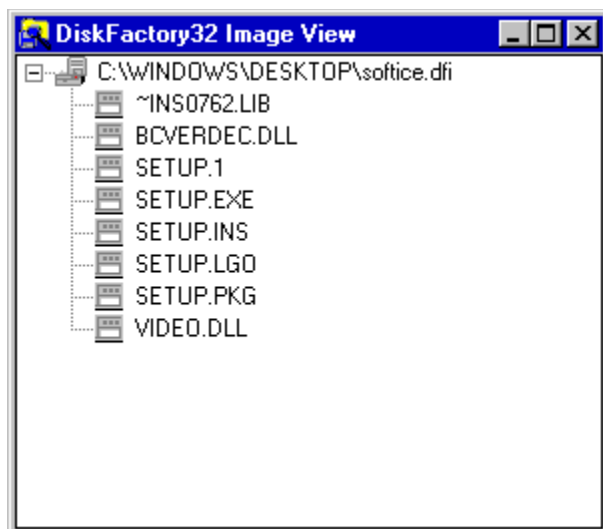 DiskFactory32 Image View
C:\WINDOWS\DESKTOP\softice.dfi
~INS0762.LIB
BCVERDEC.DLL
SETUP.1
SETUP.EXE
SETUP.INS
SETUP.LGO
SETUP.PKG
VIDEO.DLL